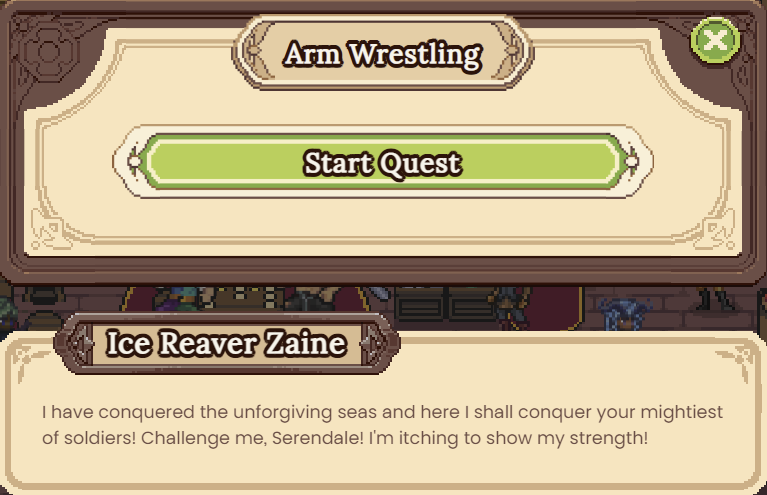 Arm Wrestling
Start Quest
Ice Reaver Zaine
I have conquered the unforgiving seas and here I shall conquer your mightiest
of soldiers! Challenge me, Serendale! I'm itching to show my strength!